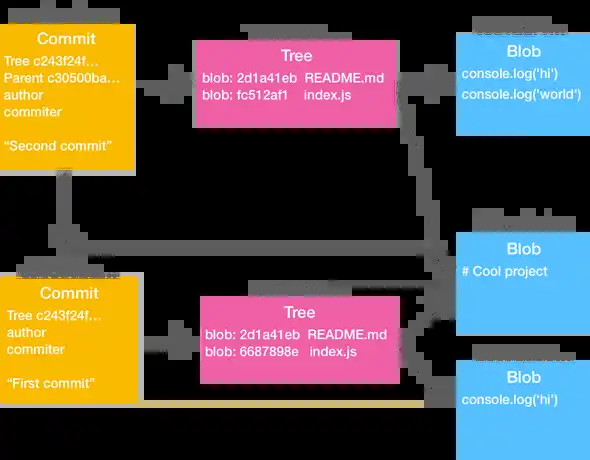 Commit
Tree c243f24f...
Parent c30500ba...
author
commiter
“Second commit”
Tree
blob: 2d1a41eb README.md
blob: fc512af1 index.js
Blob
console.log('hi')
console.log('world')
Blob
# Cool project
Commit
Tree c243f24f...
author
commiter
“First commit”
Tree
blob: 2d1a41eb README.md
blob: 6687898e index.js
Blob
console.log('hi')